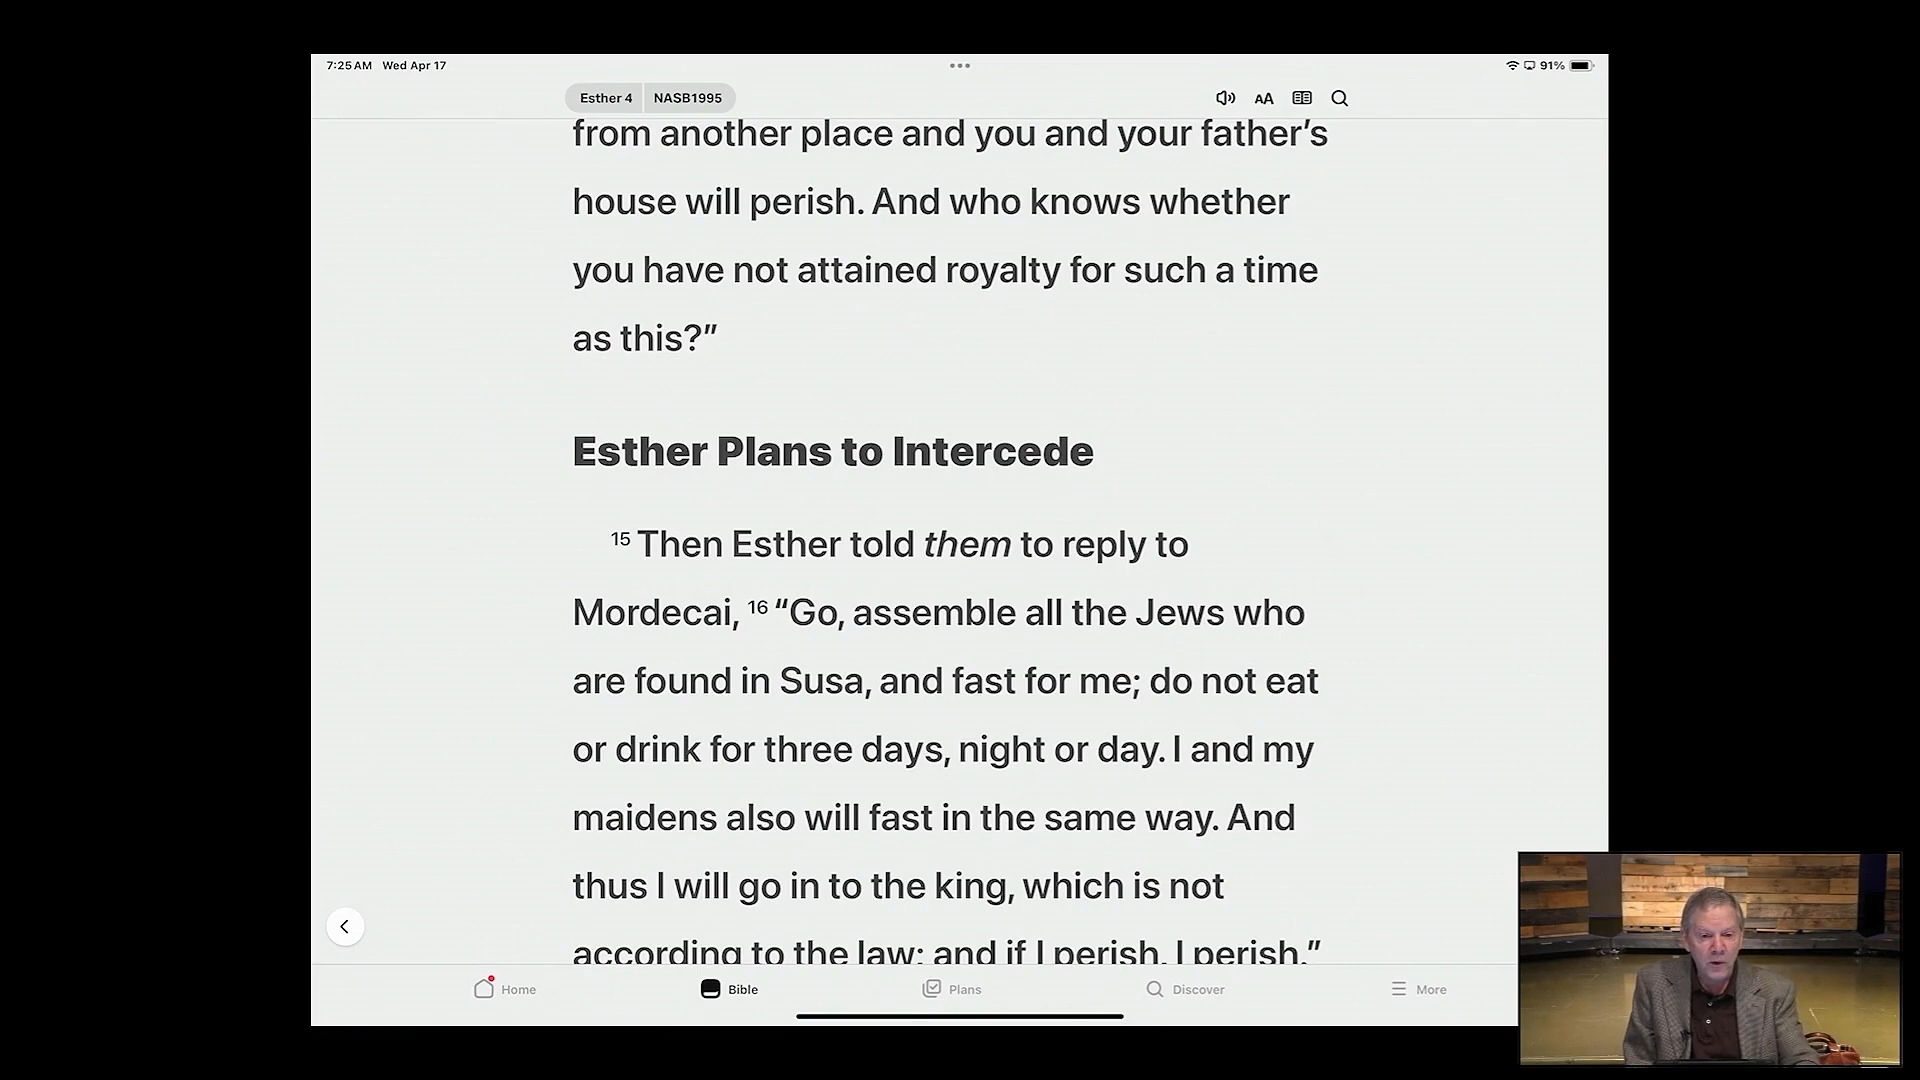 7:25 AM Wed Apr 17
91%
Esther 4 NASB1995
AA
from another place and you and your father’s
house will perish. And who knows whether
you have not attained royalty for such a time
as this?”
Esther Plans to Intercede
15 Then Esther told them to reply to
Mordecai, 16 “Go, assemble all the Jews who
are found in Susa, and fast for me; do not eat
or drink for three days, night or day. I and my
maidens also will fast in the same way. And
thus I will go in to the king, which is not
according to the law; and if I perish, I perish.”
Home Bible Plans Discover More